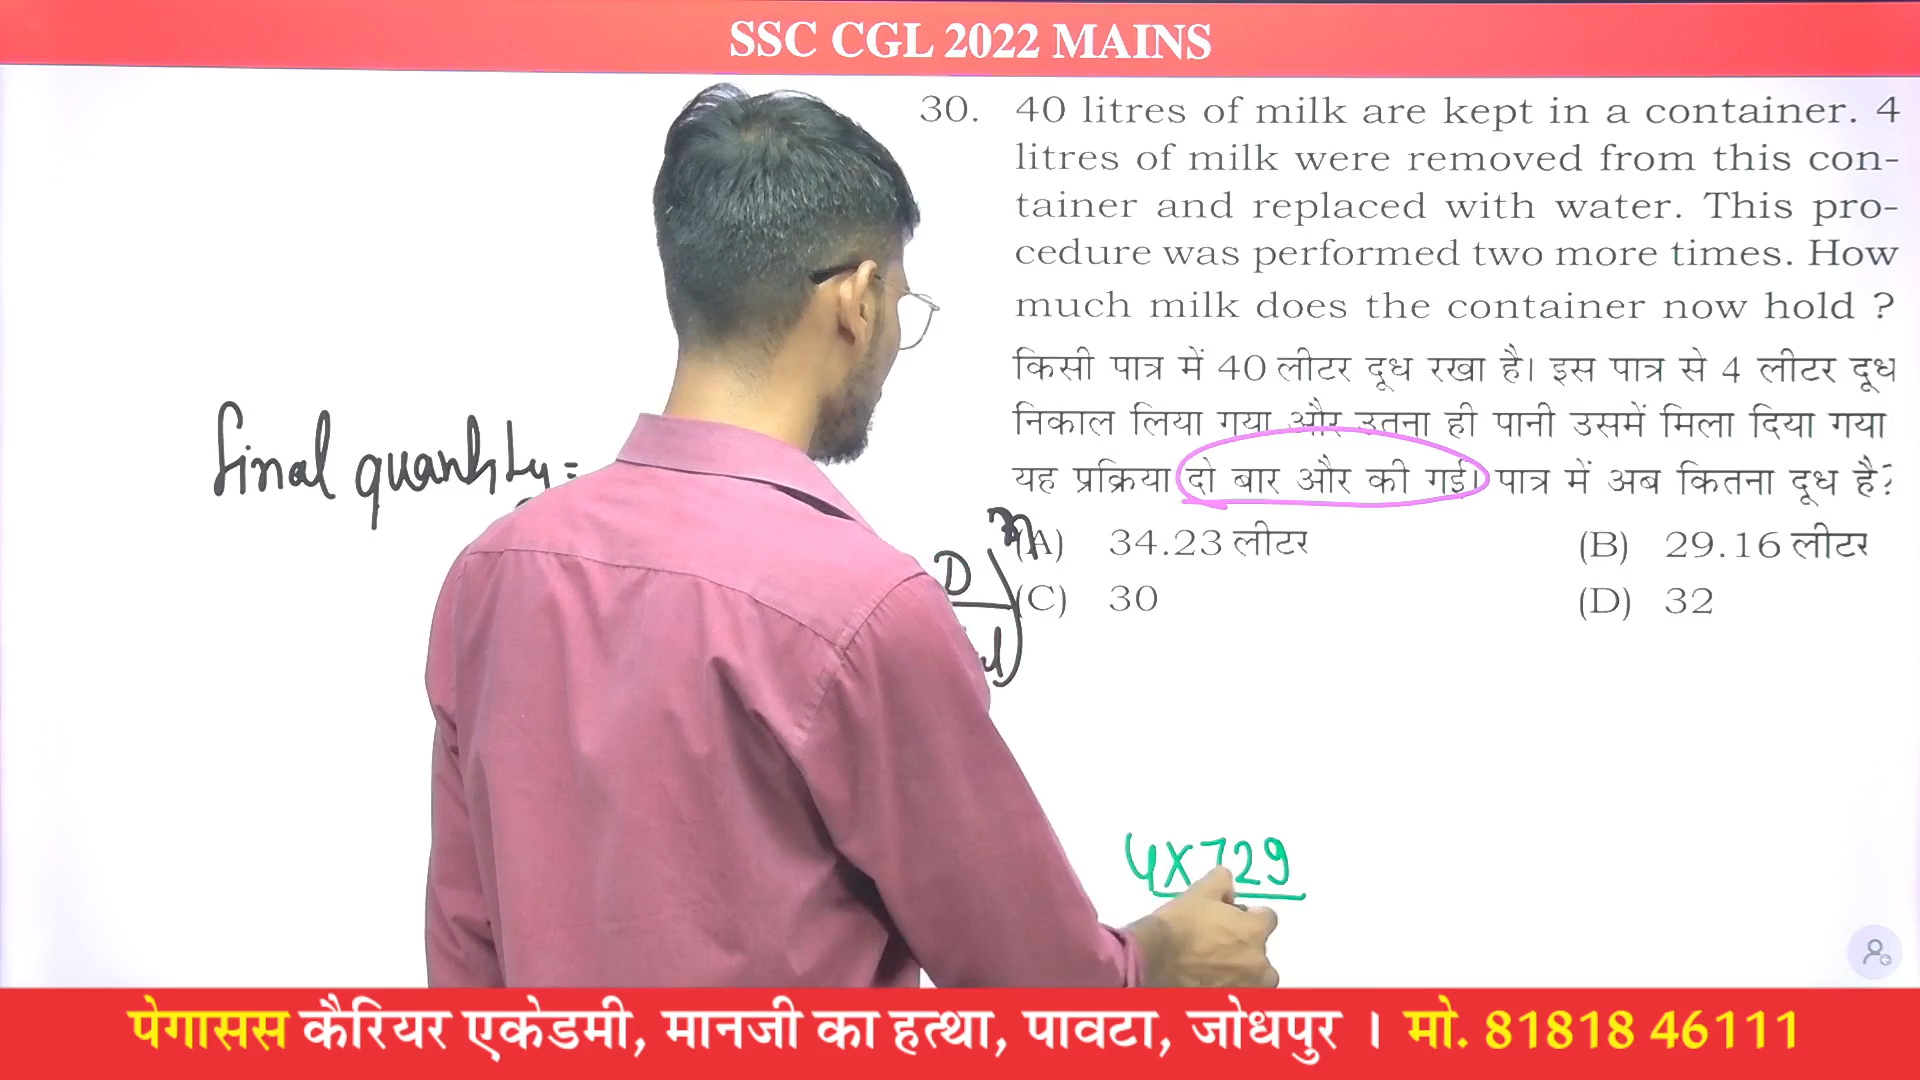 SSC CGL 2022 MAINS
30. 40 litres of milk are kept in a container. 4
litres of milk were removed from this con-
tainer and replaced with water. This pro-
cedure was performed two more times. How
much milk does the container now hold ?
किसी पात्र में 40 लीटर दूध रखा है। इस पात्र से 4 लीटर दूध
निकाल लिया गया और उतना ही पानी उसमें मिला दिया गया
यह प्रक्रिया दो बार और की गई। पात्र में अब कितना दूध है?
(A) 34.23 लीटर (B) 29.16 लीटर
(C) 30 (D) 32
final quantity =
D
n
4x729
पेगासस कैरियर एकेडमी, मानजी का हत्था, पावटा, जोधपुर । मो. 81818 46111